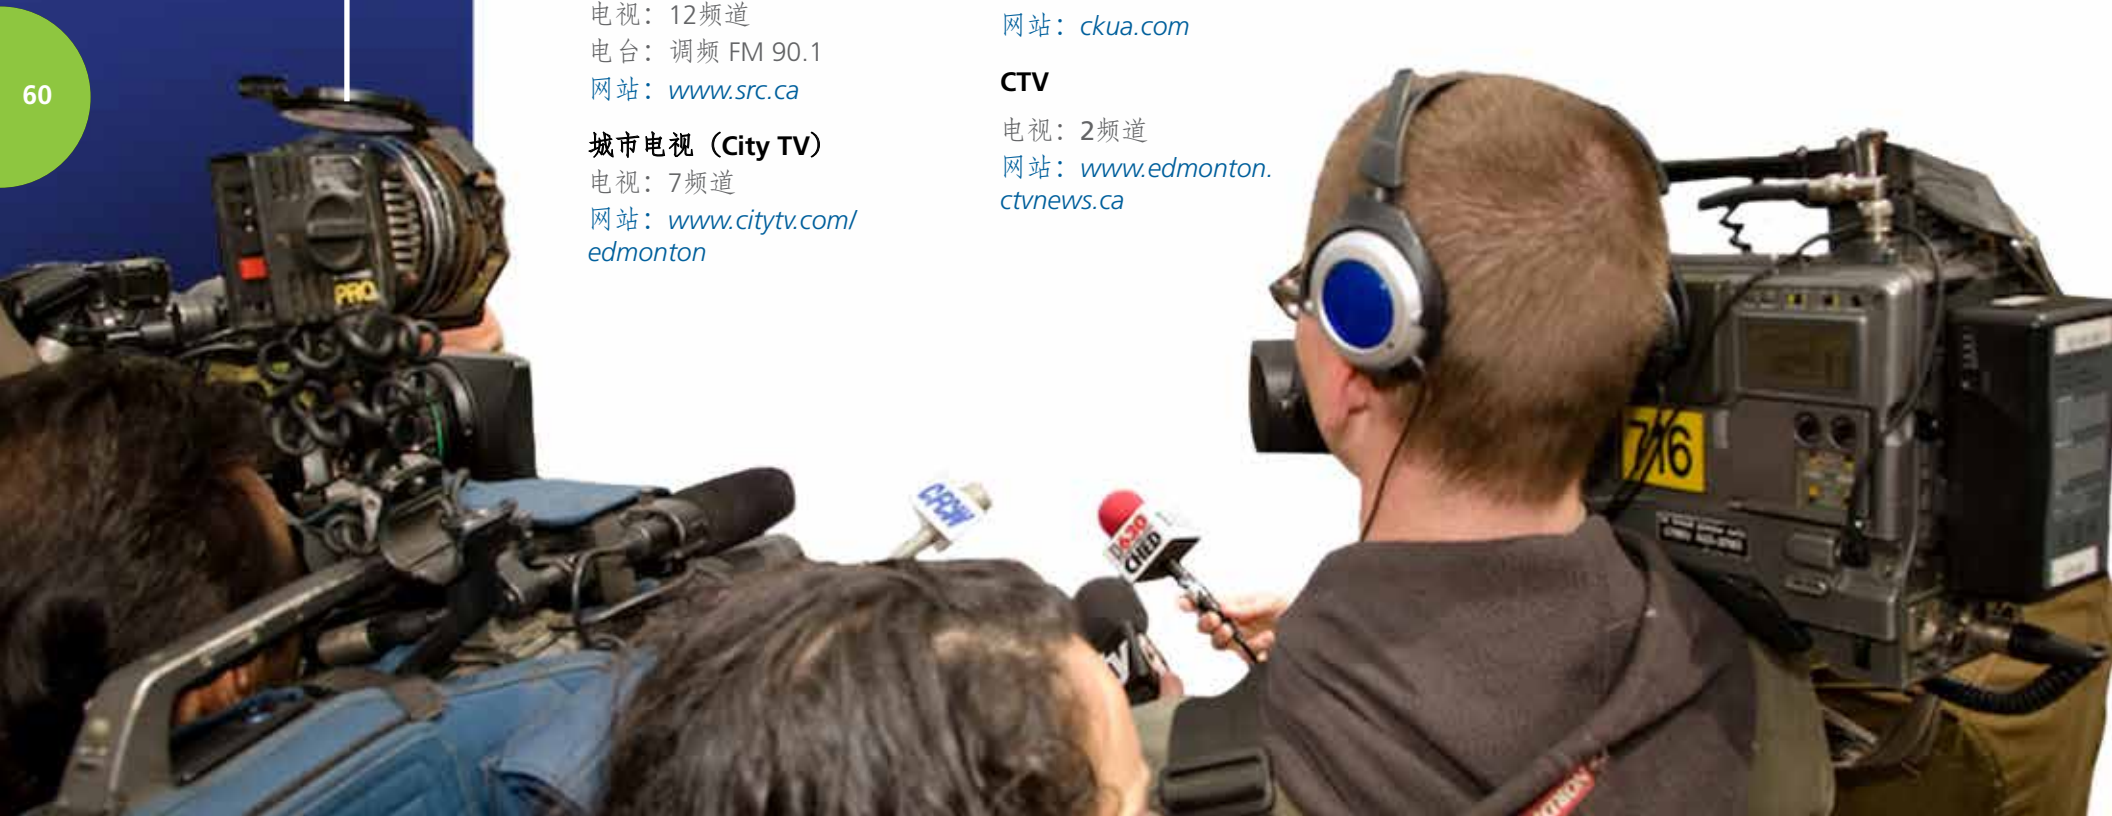 60
电视：12频道
电台：调频 FM 90.1
网站：www.src.ca
城市电视（City TV）
电视：7频道
网站：www.citytv.com/
edmonton
网站：ckua.com
CTV
电视：2频道
网站：www.edmonton.
ctvnews.ca
PRO
CFCW
630
CHED
716